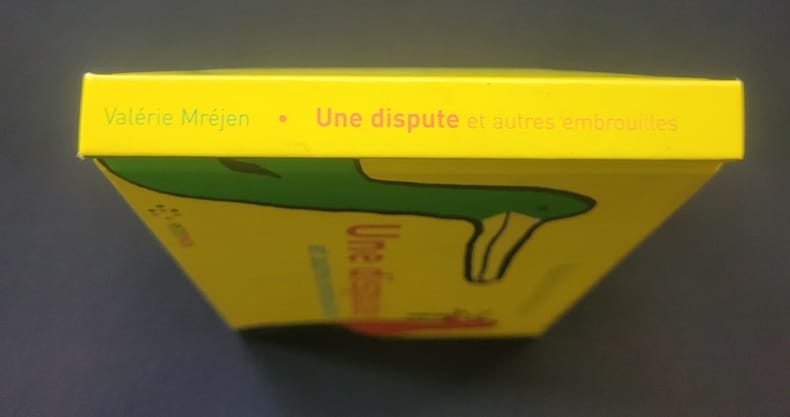 Valérie Mréjen • Une dispute et autres embrouilles
Une dispute